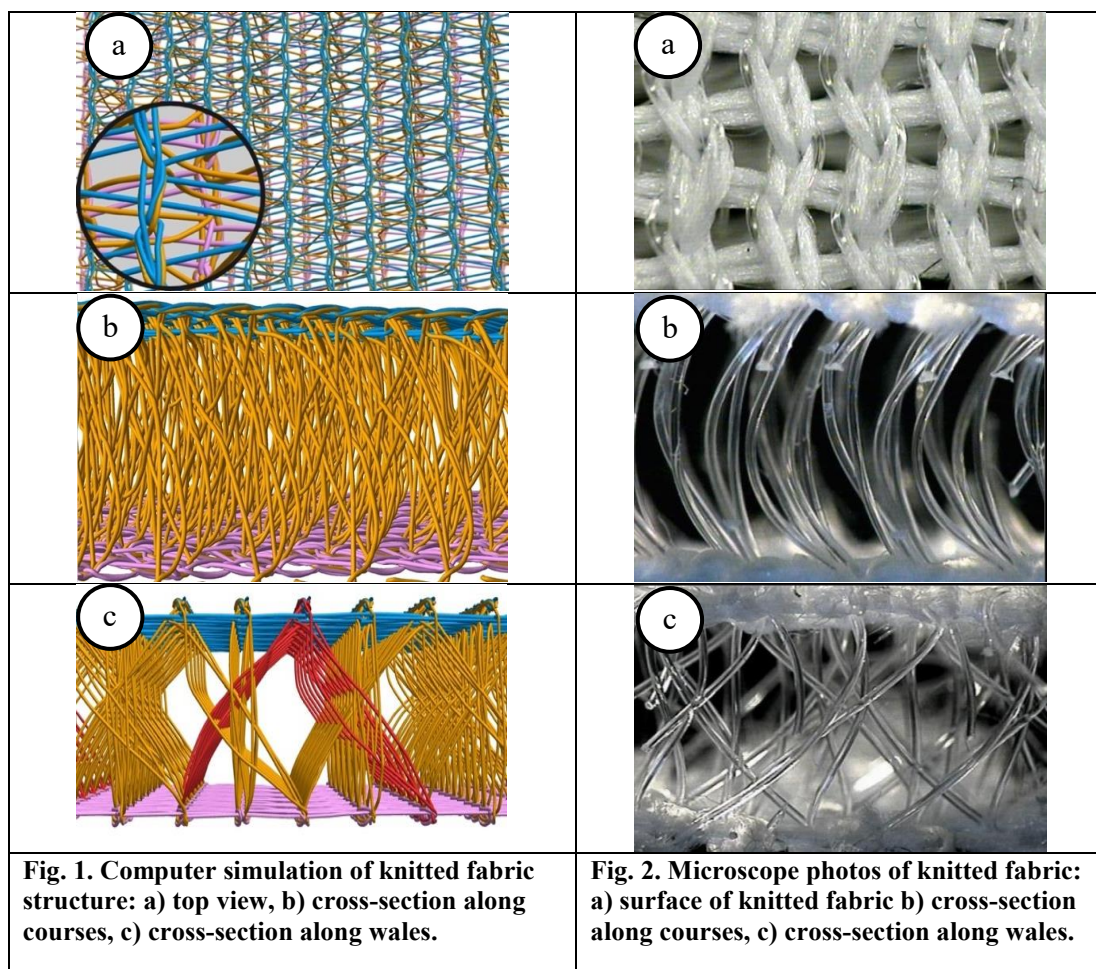 a
a
b
b
c
c
Fig. 1. Computer simulation of knitted fabric
structure: a) top view, b) cross-section along
courses, c) cross-section along wales.
Fig. 2. Microscope photos of knitted fabric:
a) surface of knitted fabric b) cross-section
along courses, c) cross-section along wales.